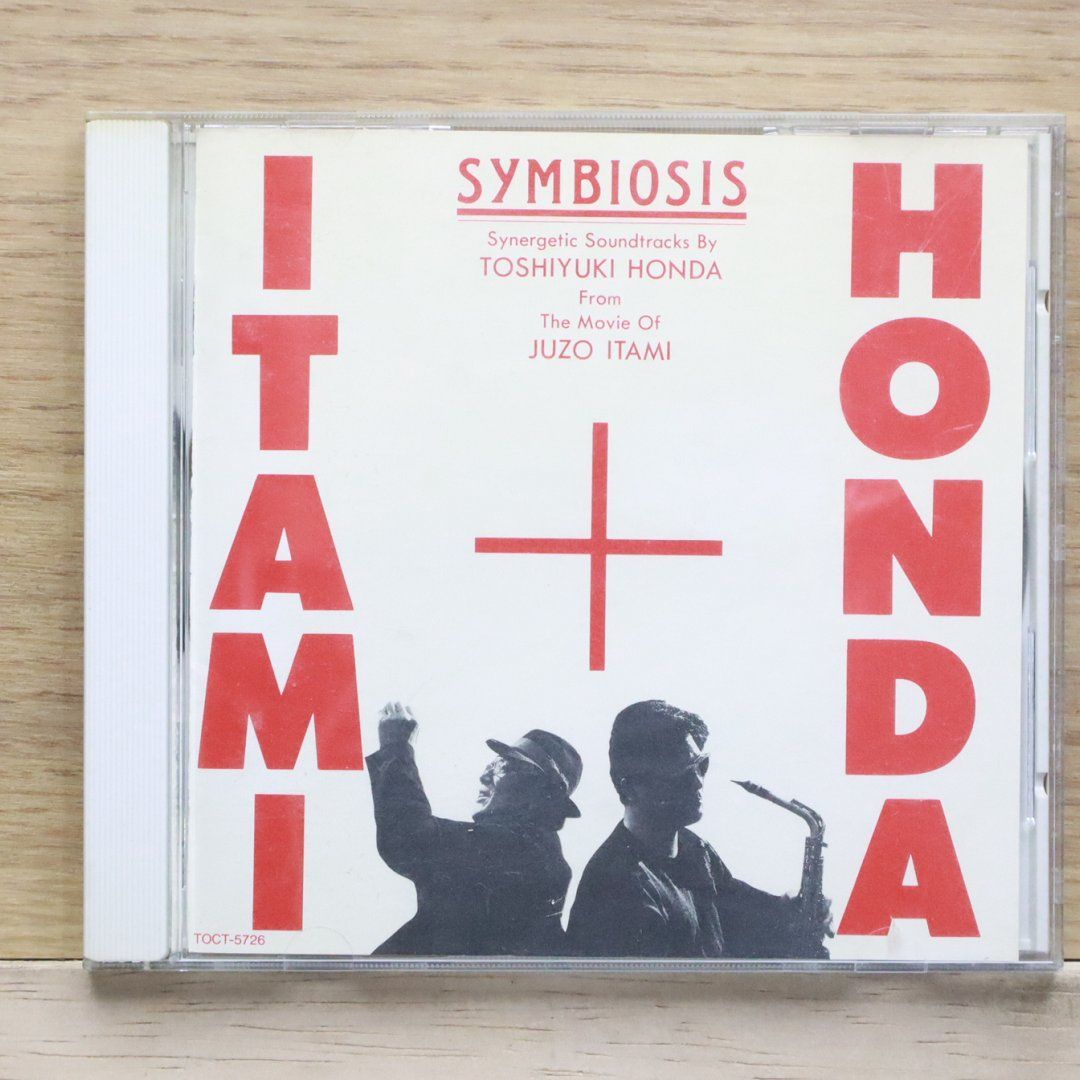 ITAMI
SYMBIOSIS
Synergetic Soundtracks By
TOSHIYUKI HONDA
From
The Movie Of
JUZO ITAMI
HONDA
TOCT-5726